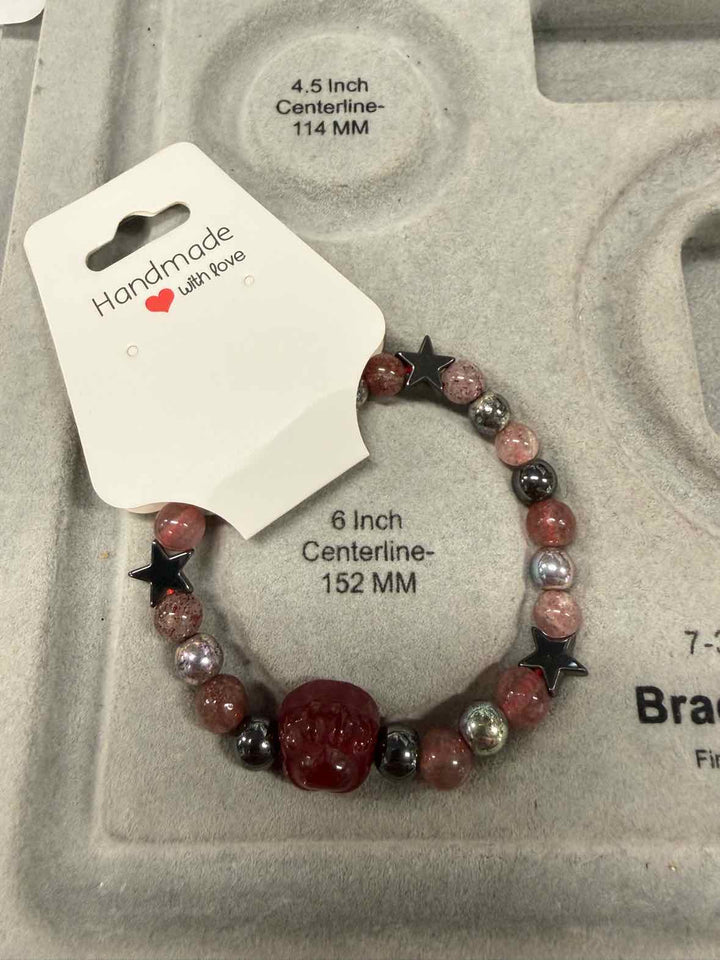 4.5 Inch
Centerline-
114 MM
Handmade
with love
6 Inch
Centerline-
152 MM